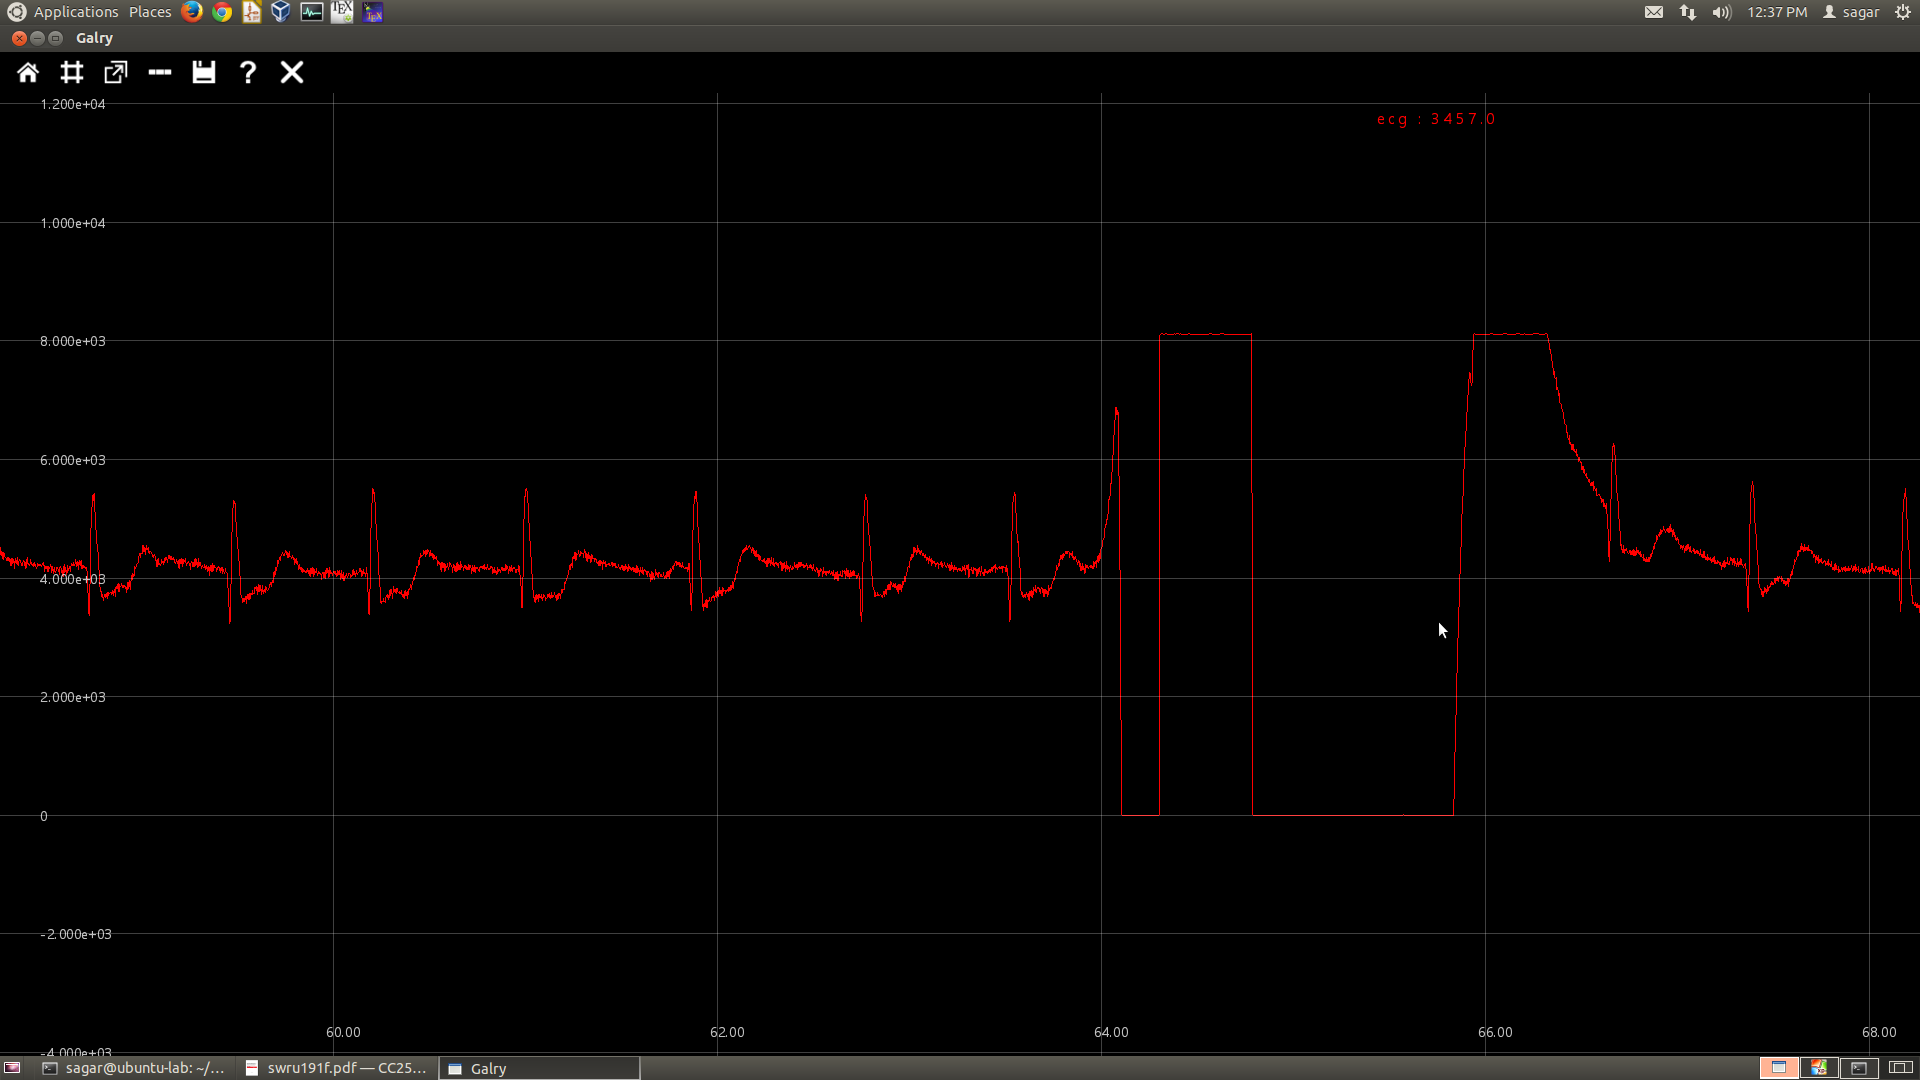 Applications Places 12:37 PM sagar
Galry
1.200e+04
ecg : 3457.0
1.000e+04
8.000e+03
6.000e+03
4.000e+03
2.000e+03
0
-2.000e+03
60.00 62.00 64.00 66.00 68.00
-4.000e+03
sagar@ubuntu-lab: ~/... swru191f.pdf — CC25... Galry